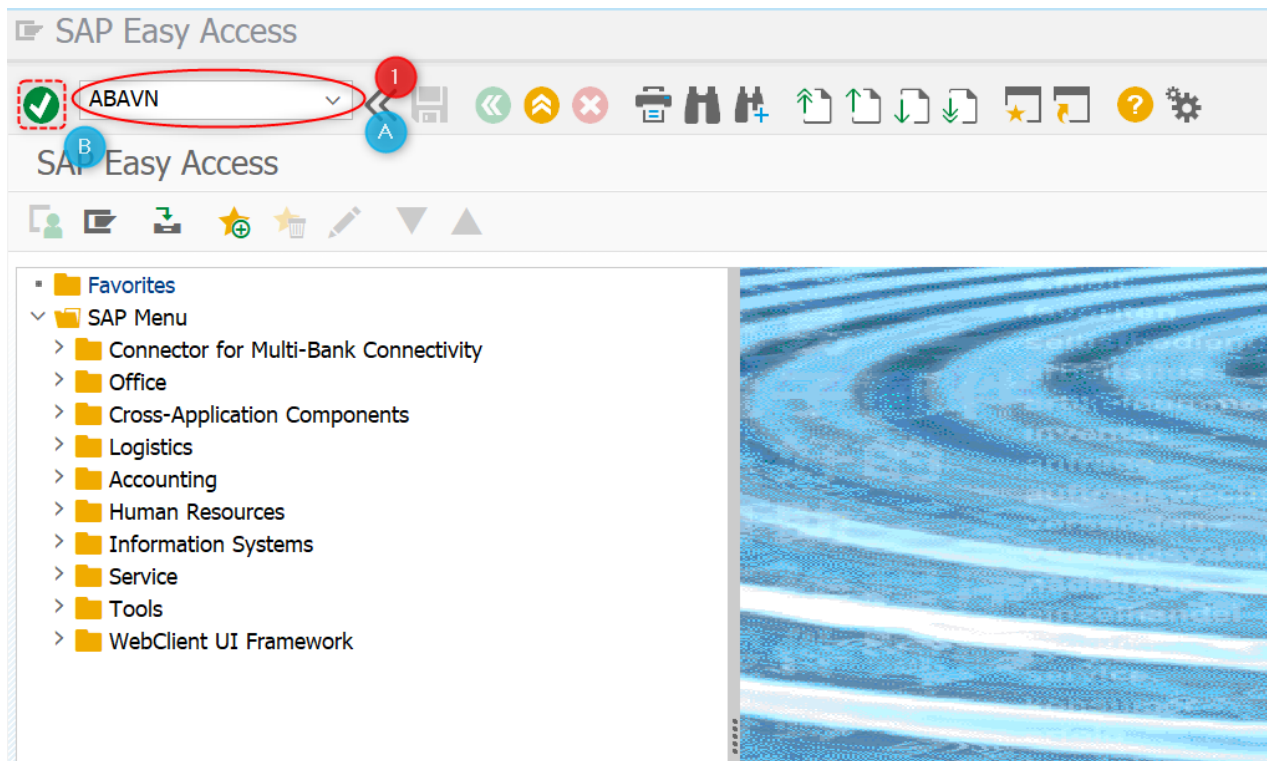 SAP Easy Access
ABAVN
1
A
B
SAP Easy Access
Favorites
SAP Menu
Connector for Multi-Bank Connectivity
Office
Cross-Application Components
Logistics
Accounting
Human Resources
Information Systems
Service
Tools
WebClient UI Framework